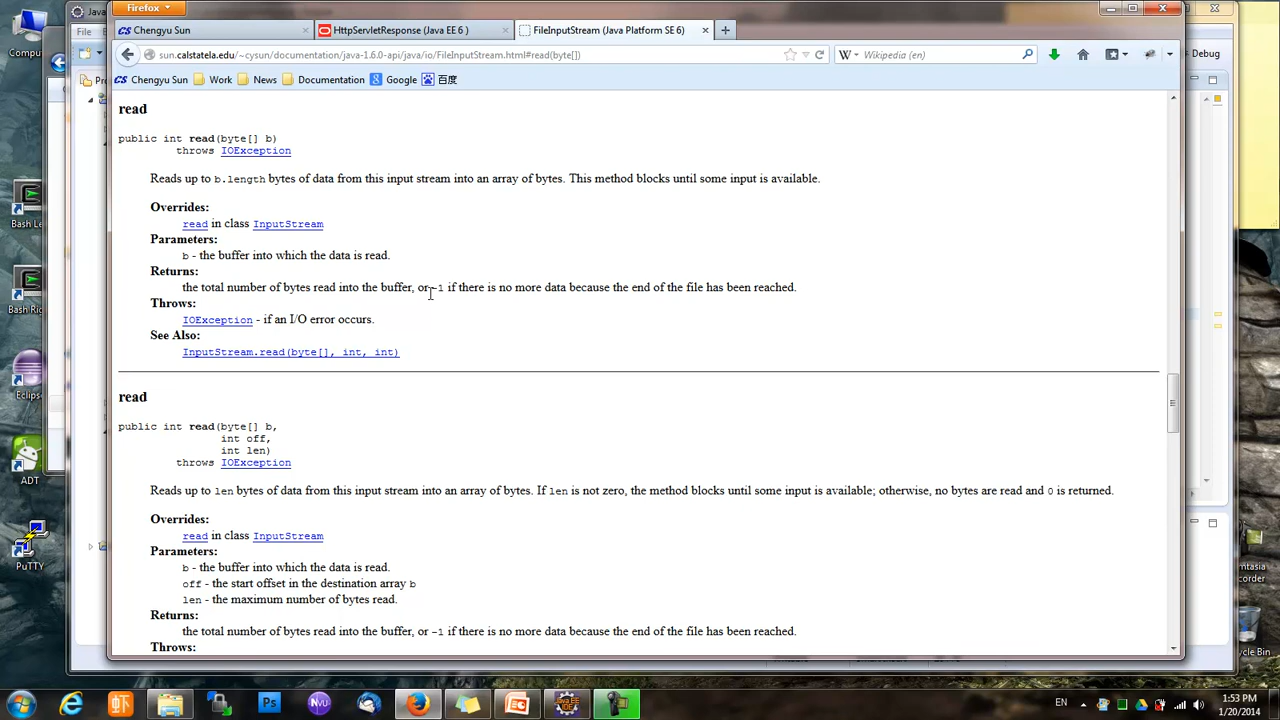 Firefox
Chengyu Sun
HttpServletResponse (Java EE 6 )
FileInputStream (Java Platform SE 6)
sun.calstatela.edu/~cysun/documentation/java-1.6.0-api/java/io/FileInputStream.html#read(byte[])
Wikipedia (en)
CS Chengyu Sun Work News Documentation Google 百度
read
public int read(byte[] b)
throws IOException
Reads up to b.length bytes of data from this input stream into an array of bytes. This method blocks until some input is available.
Overrides:
read in class InputStream
Parameters:
b - the buffer into which the data is read.
Returns:
the total number of bytes read into the buffer, or -1 if there is no more data because the end of the file has been reached.
Throws:
IOException - if an I/O error occurs.
See Also:
InputStream.read(byte[], int, int)
read
public int read(byte[] b,
int off,
int len)
throws IOException
Reads up to len bytes of data from this input stream into an array of bytes. If len is not zero, the method blocks until some input is available; otherwise, no bytes are read and 0 is returned.
Overrides:
read in class InputStream
Parameters:
b - the buffer into which the data is read.
off - the start offset in the destination array b
len - the maximum number of bytes read.
Returns:
the total number of bytes read into the buffer, or -1 if there is no more data because the end of the file has been reached.
Throws:
Java
File
Debug
Comput
Bash Le
Bash Rig
Eclips
ADT
PuTTY
EN
1:53 PM
1/20/2014